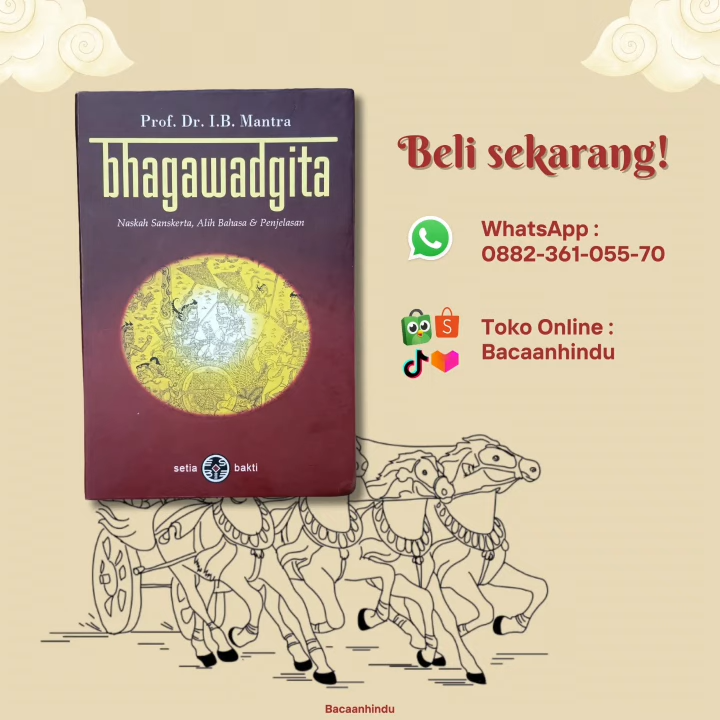 Prof. Dr. I.B. Mantra
bhagawadgita
Naskah Sanskerta, Alih Bahasa & Penjelasan
setia bakti
Beli sekarang!
WhatsApp :
0882-361-055-70
Toko Online :
Bacaanhindu
Bacaanhindu